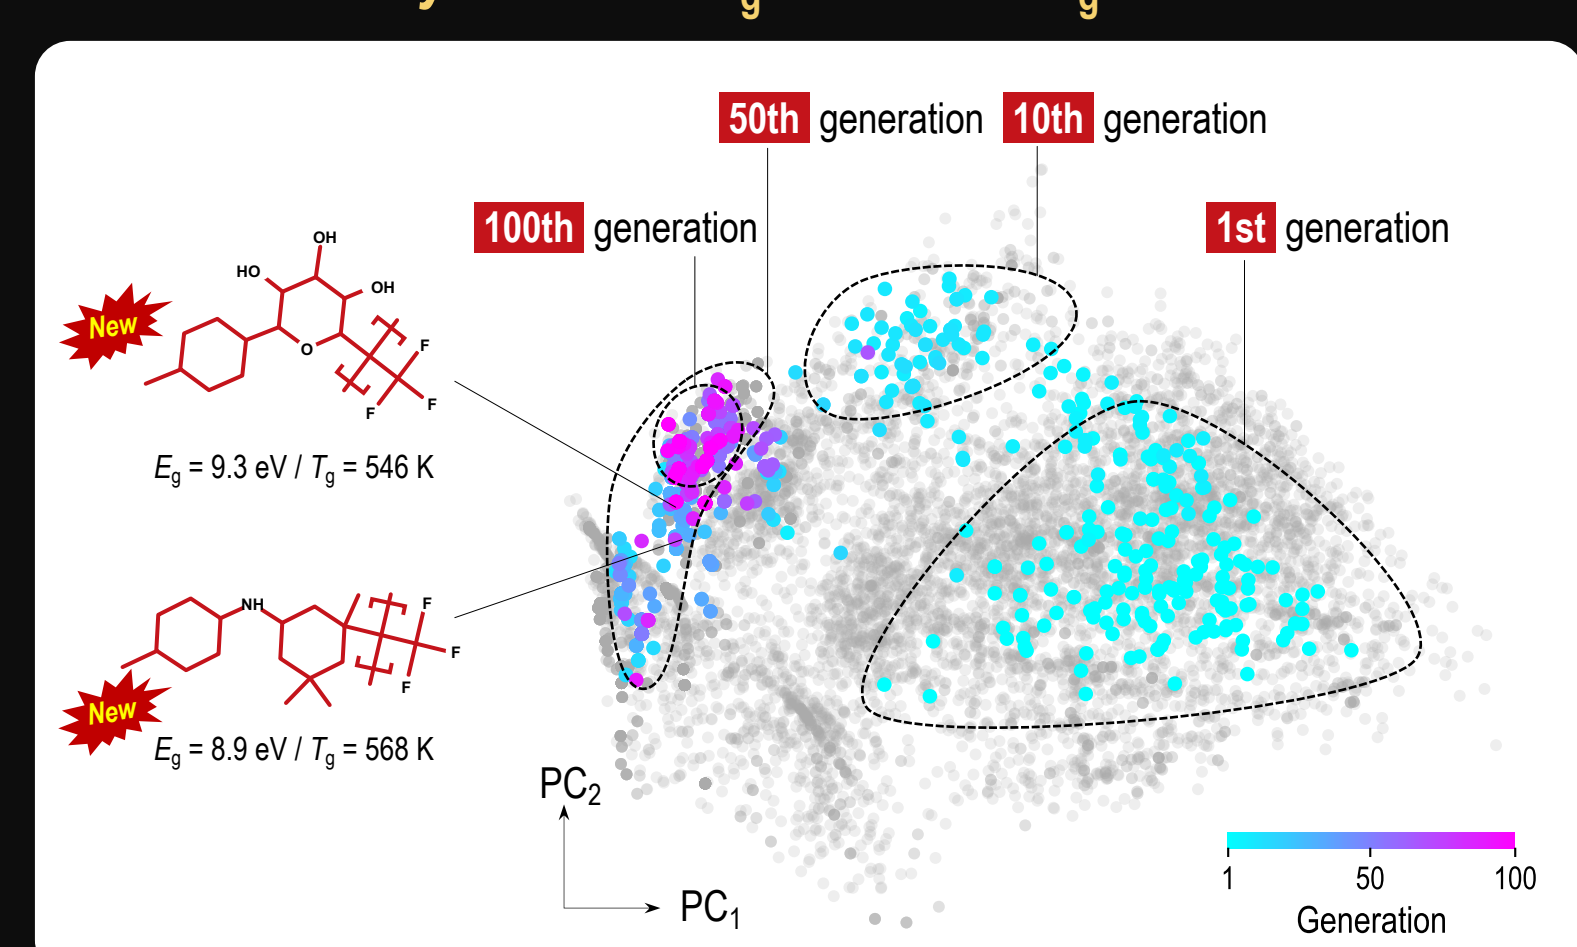 50th generation
10th generation
100th generation
1st generation
OH
HO
OH
New
O
F
F
F
Eg = 9.3 eV / Tg = 546 K
NH
F
F
F
New
Eg = 8.9 eV / Tg = 568 K
PC2
PC1
1 50 100
Generation